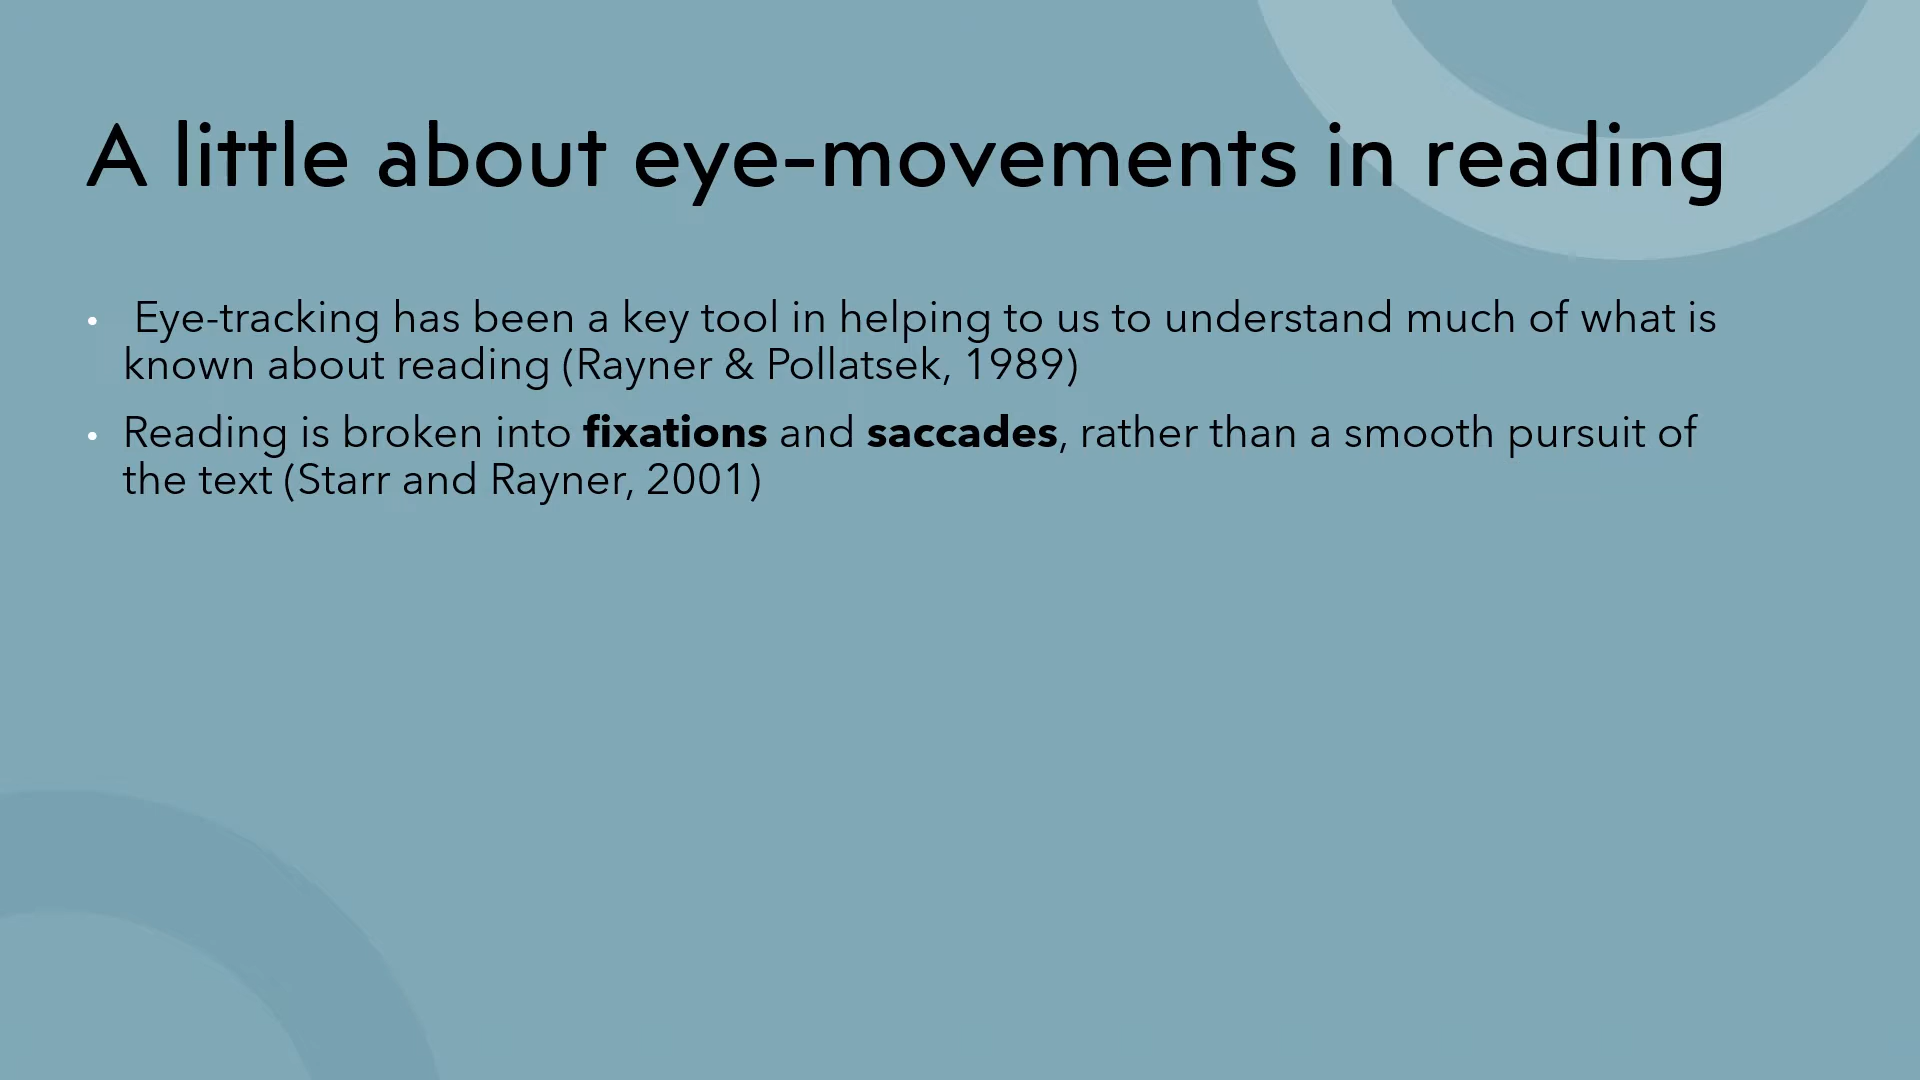 A little about eye-movements in reading
• Eye-tracking has been a key tool in helping to us to understand much of what is
known about reading (Rayner & Pollatsek, 1989)
• Reading is broken into fixations and saccades, rather than a smooth pursuit of
the text (Starr and Rayner, 2001)